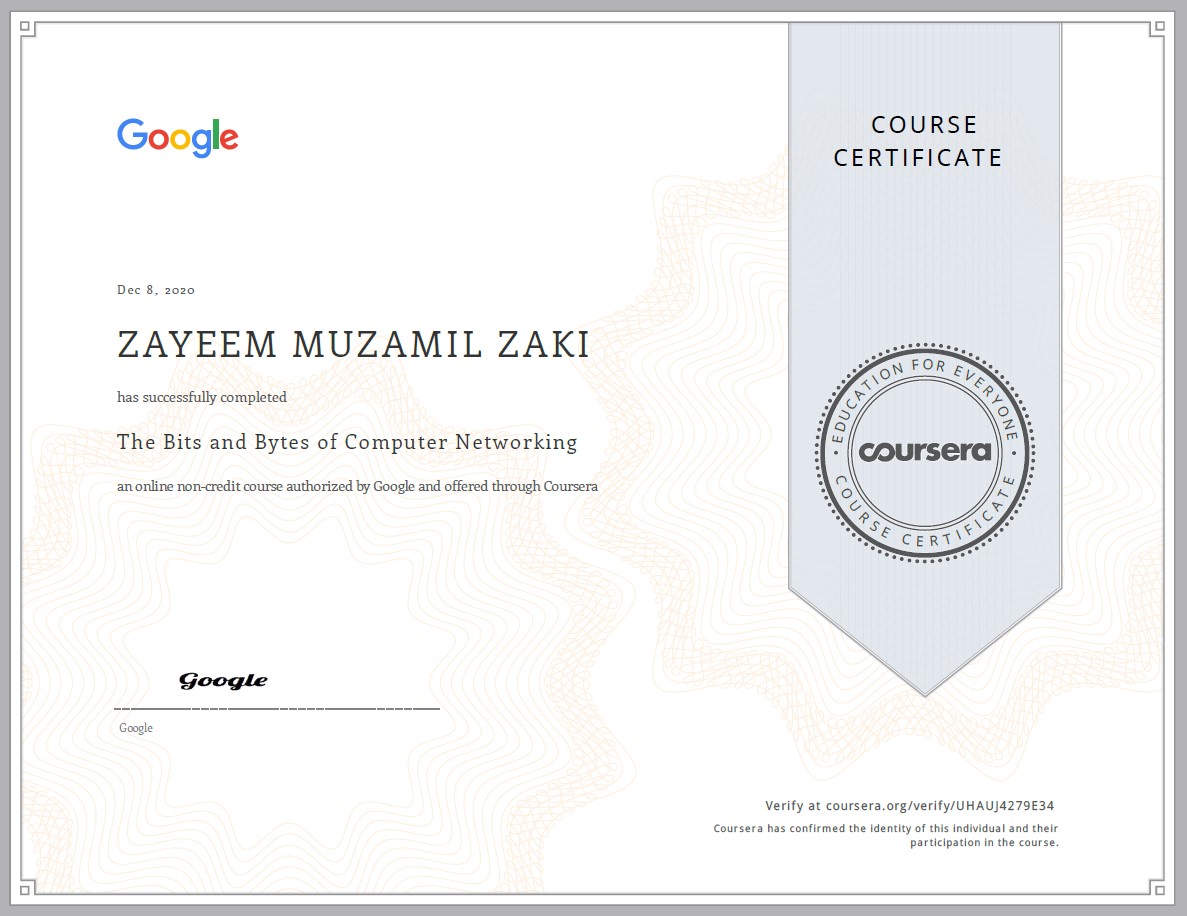 Google
COURSE
CERTIFICATE
Dec 8, 2020
ZAYEEM MUZAMIL ZAKI
has successfully completed
The Bits and Bytes of Computer Networking
an online non-credit course authorized by Google and offered through Coursera
EDUCATION FOR EVERYONE
coursera
COURSE CERTIFICATE
Google
Google
Verify at coursera.org/verify/UHAUJ4279E34
Coursera has confirmed the identity of this individual and their
participation in the course.